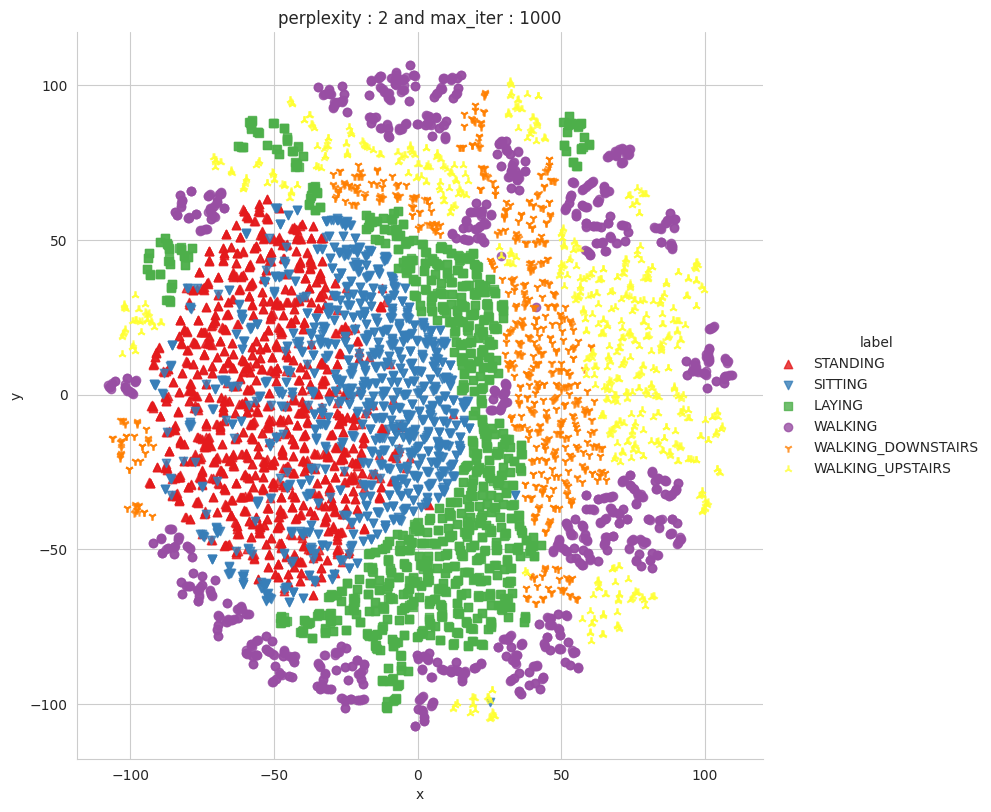 perplexity : 2 and max_iter : 1000
100
50
0
−50
−100
y
−100
−50
0
50
100
x
label
STANDING
SITTING
LAYING
WALKING
WALKING_DOWNSTAIRS
WALKING_UPSTAIRS